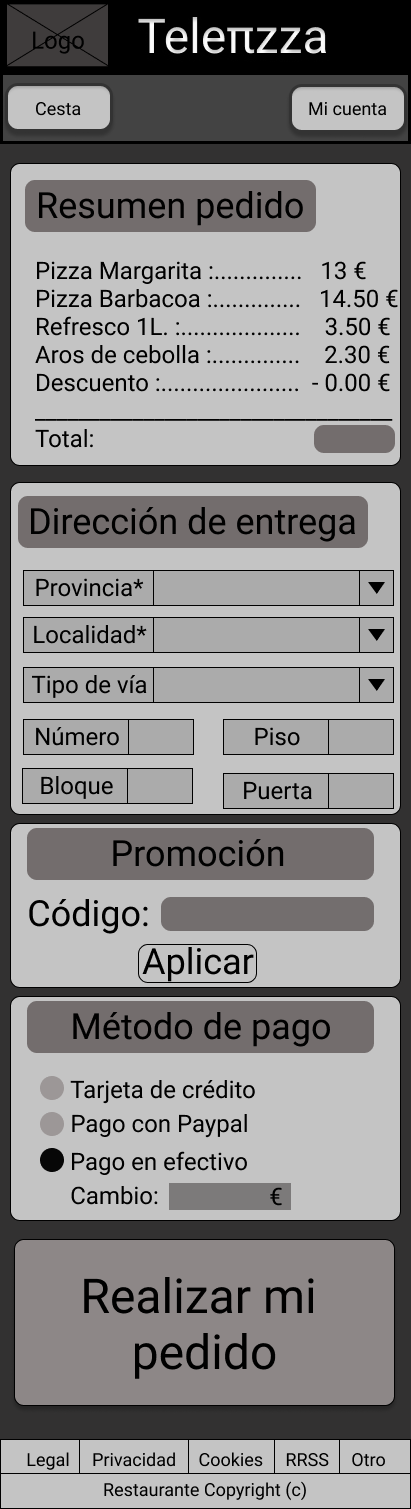 Logo
Teleπzza
Cesta
Mi cuenta
Resumen pedido
Pizza Margarita :.............. 13 €
Pizza Barbacoa :.............. 14.50 €
Refresco 1L. :.................... 3.50 €
Aros de cebolla :............... 2.30 €
Descuento :....................... - 0.00 €
Total:
Dirección de entrega
Provincia*
Localidad*
Tipo de vía
Número
Piso
Bloque
Puerta
Promoción
Código:
Aplicar
Método de pago
Tarjeta de crédito
Pago con Paypal
Pago en efectivo
Cambio: €
Realizar mi
pedido
Legal Privacidad Cookies RRSS Otro
Restaurante Copyright (c)